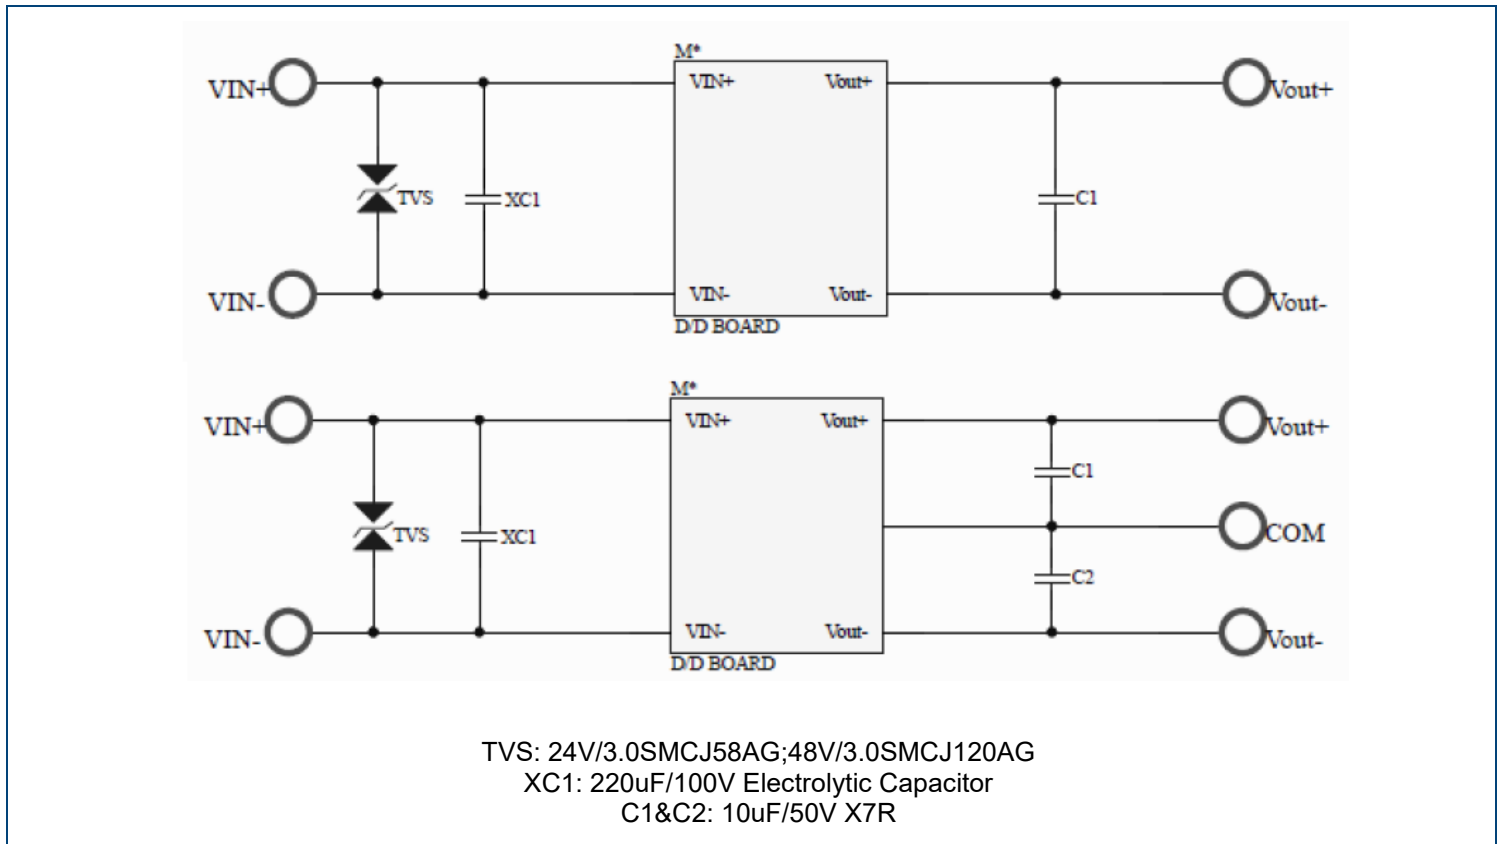 M*
VIN+ VIN+ Vout+ Vout+
TVS XC1 C1
VIN- VIN- Vout- Vout-
D/D BOARD
M*
VIN+ VIN+ Vout+ Vout+
C1
TVS XC1 COM
C2
VIN- VIN- Vout- Vout-
D/D BOARD
TVS: 24V/3.0SMCJ58AG;48V/3.0SMCJ120AG
XC1: 220uF/100V Electrolytic Capacitor
C1&C2: 10uF/50V X7R